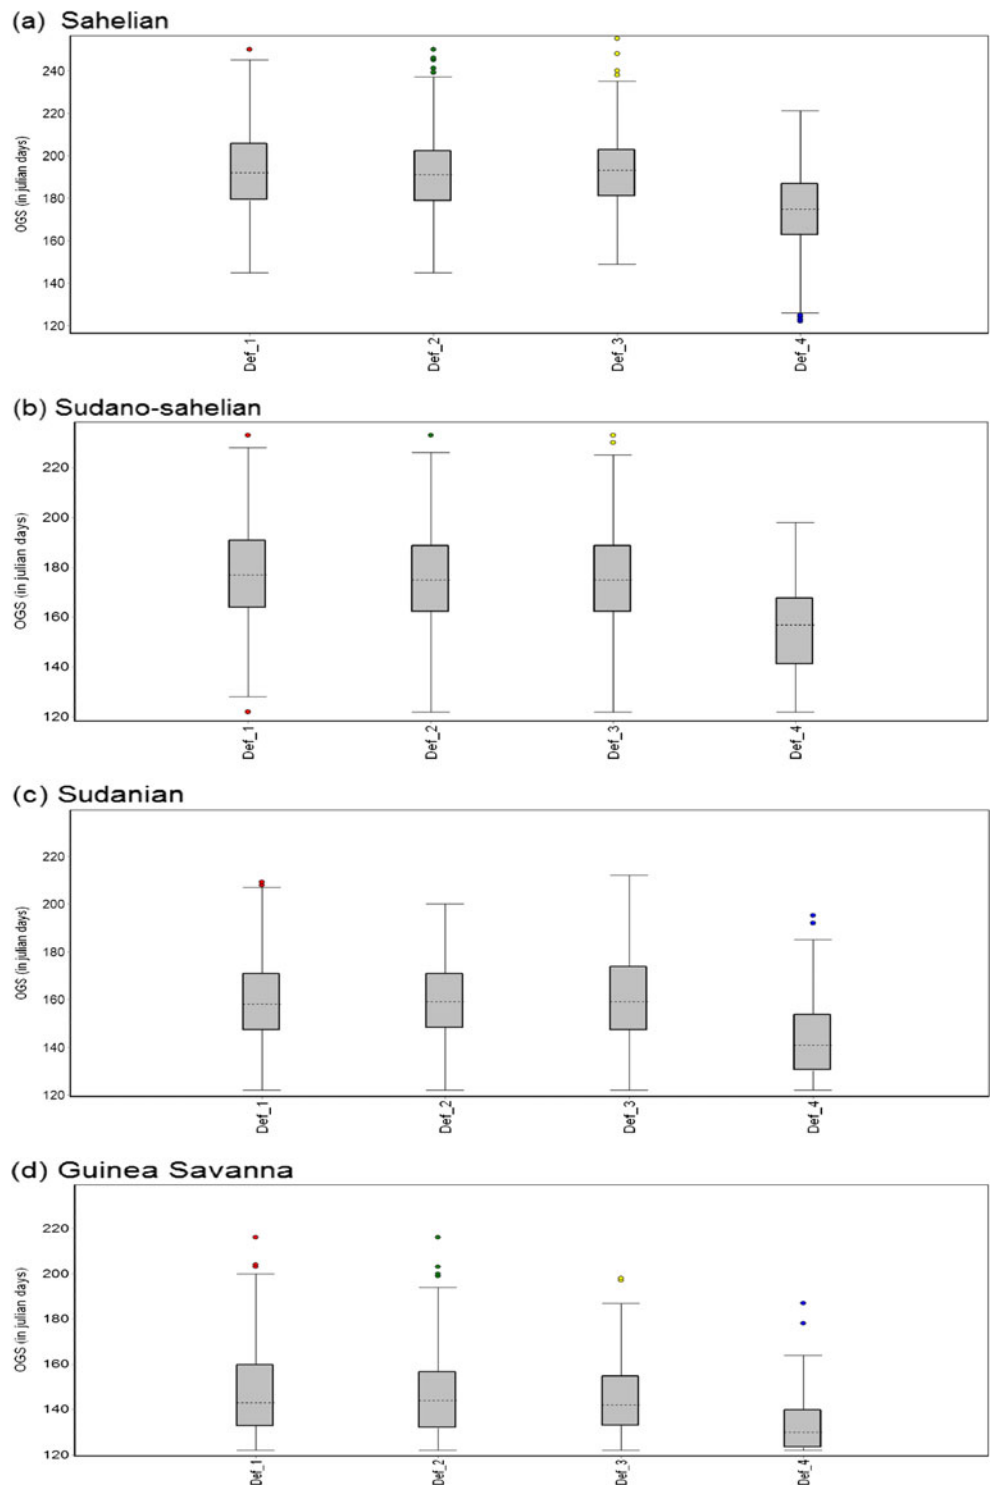 (a) Sahelian
OGS (in julian days)
240
220
200
180
160
140
120
Def_1 Def_2 Def_3 Def_4
(b) Sudano-sahelian
OGS (in julian days)
220
200
180
160
140
120
Def_1 Def_2 Def_3 Def_4
(c) Sudanian
OGS (in julian days)
220
200
180
160
140
120
Def_1 Def_2 Def_3 Def_4
(d) Guinea Savanna
OGS (in julian days)
220
200
180
160
140
120
Def_1 Def_2 Def_3 Def_4